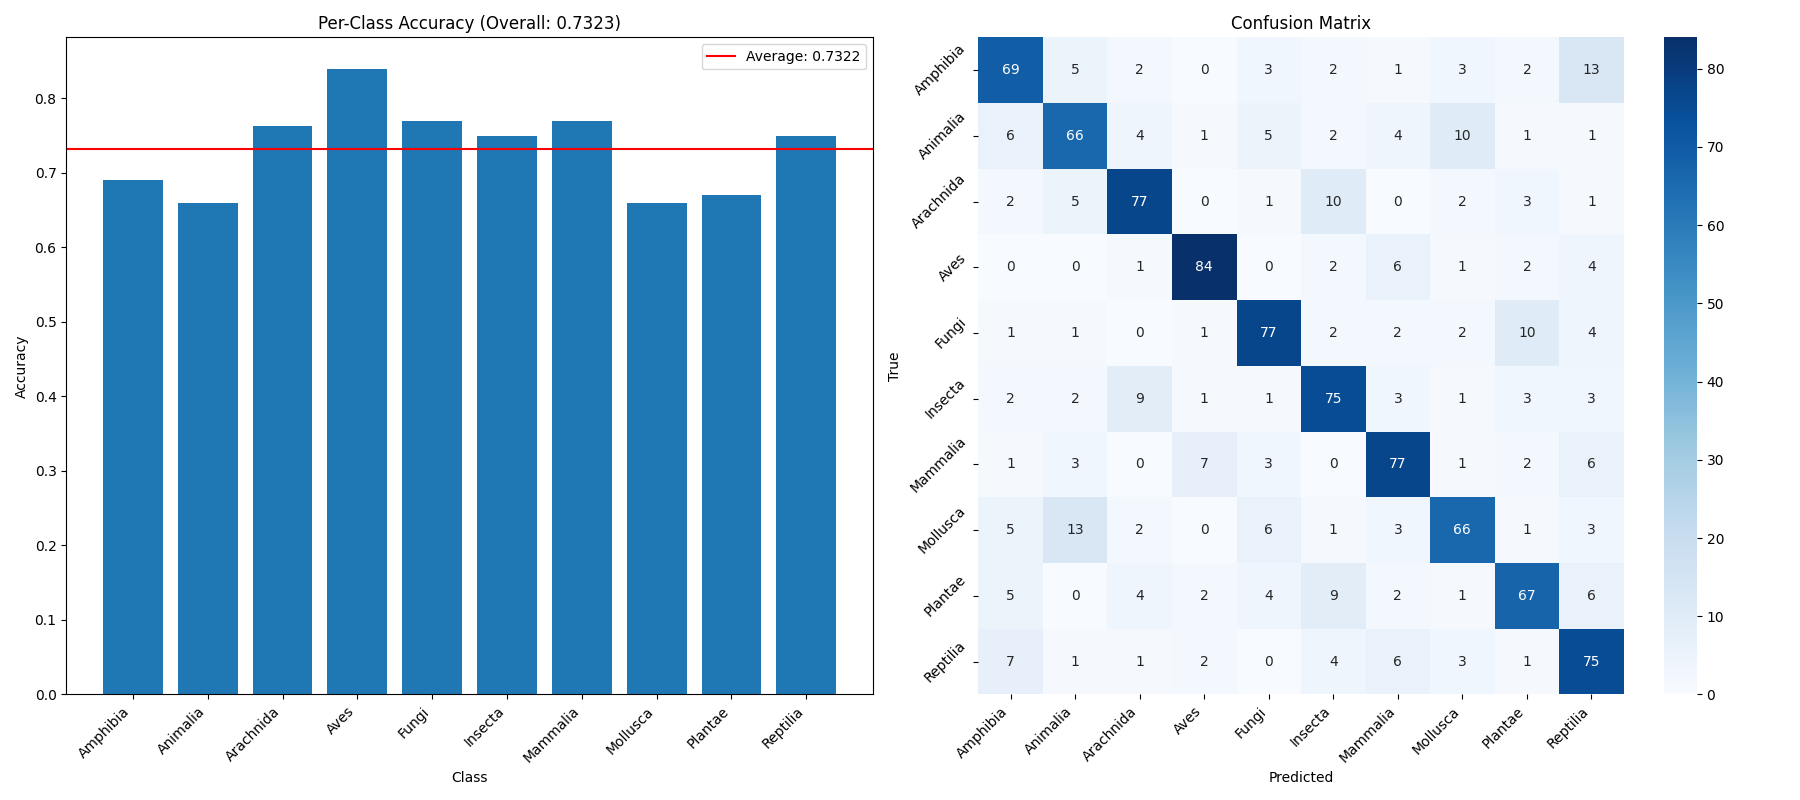 Per-Class Accuracy (Overall: 0.7323)
Average: 0.7322
Accuracy
0.8
0.7
0.6
0.5
0.4
0.3
0.2
0.1
0.0
Amphibia Animalia Arachnida Aves Fungi Insecta Mammalia Mollusca Plantae Reptilia
Class
Confusion Matrix
True
Amphibia 69 5 2 0 3 2 1 3 2 13
Animalia 6 66 4 1 5 2 4 10 1 1
Arachnida 2 5 77 0 1 10 0 2 3 1
Aves 0 0 1 84 0 2 6 1 2 4
Fungi 1 1 0 1 77 2 2 2 10 4
Insecta 2 2 9 1 1 75 3 1 3 3
Mammalia 1 3 0 7 3 0 77 1 2 6
Mollusca 5 13 2 0 6 1 3 66 1 3
Plantae 5 0 4 2 4 9 2 1 67 6
Reptilia 7 1 1 2 0 4 6 3 1 75
Amphibia Animalia Arachnida Aves Fungi Insecta Mammalia Mollusca Plantae Reptilia
Predicted
80
70
60
50
40
30
20
10
0